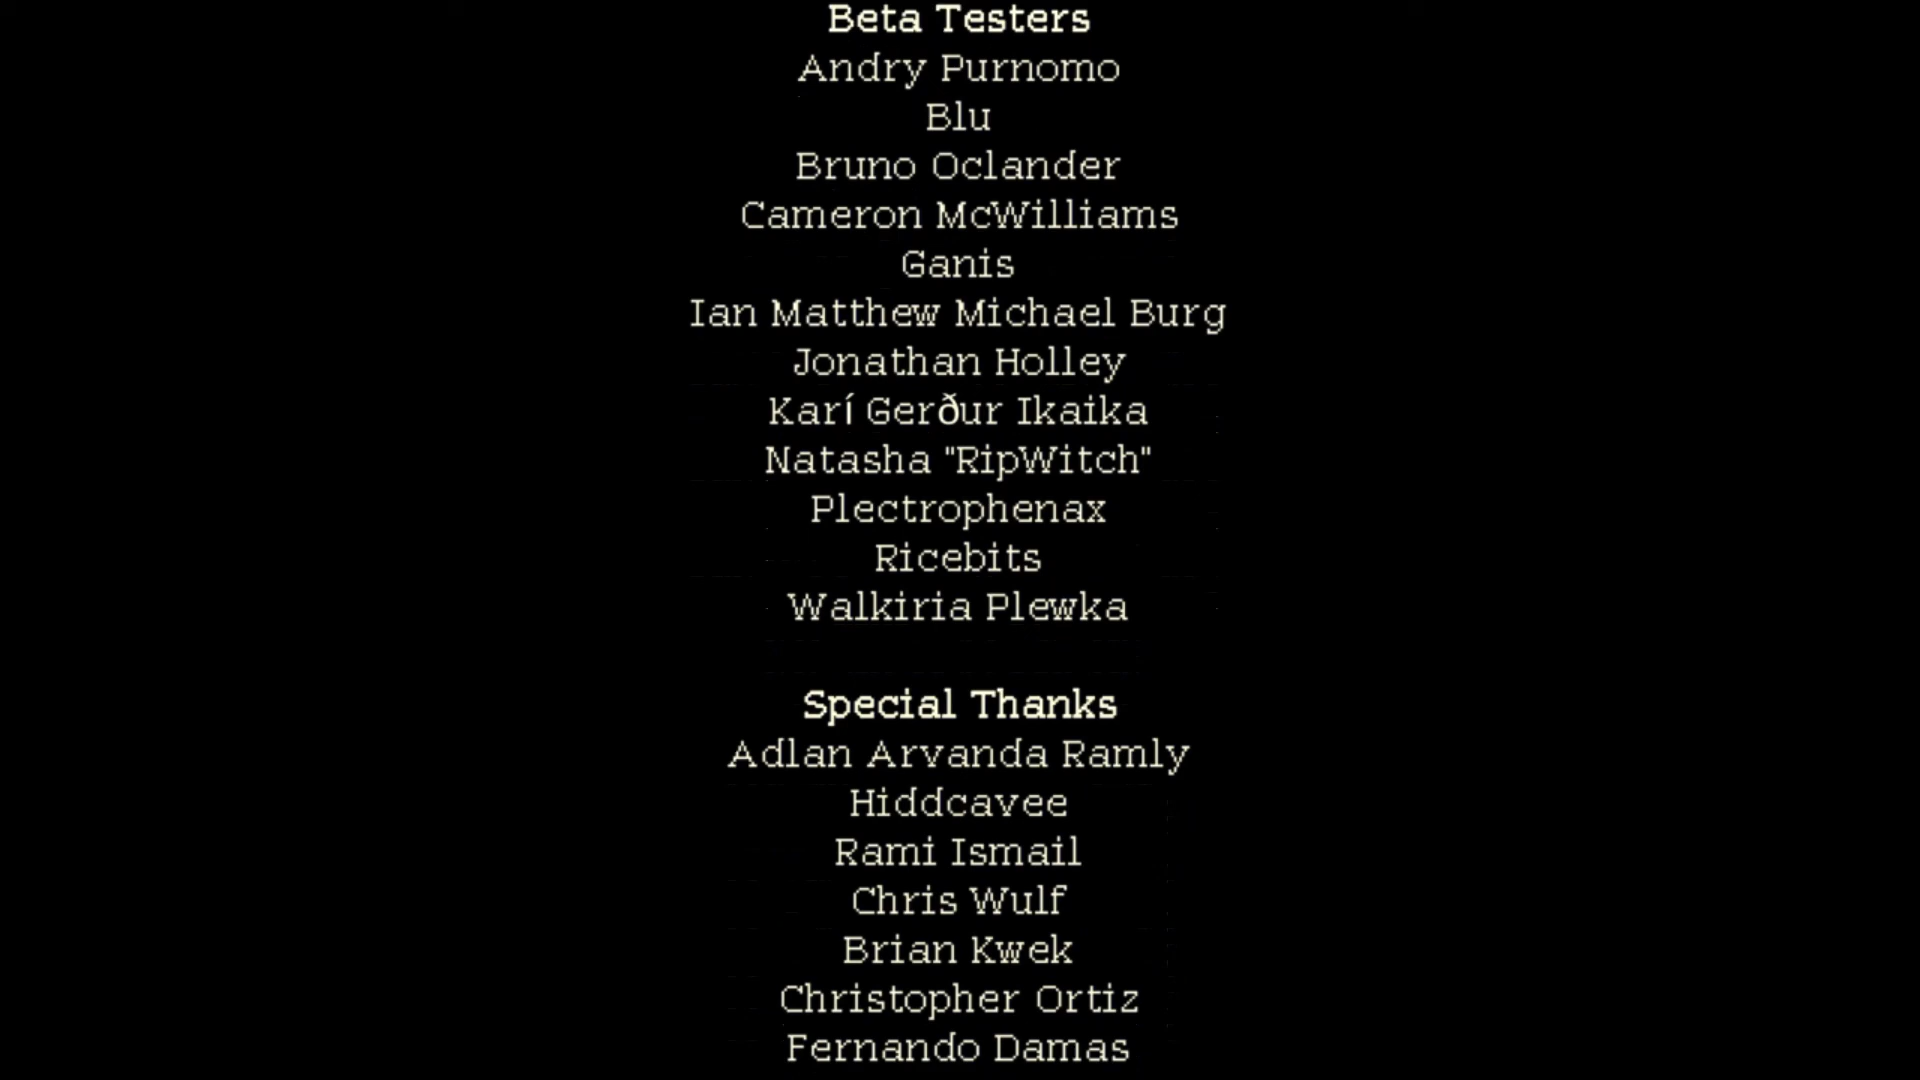 Beta Testers
Andry Purnomo
Blu
Bruno Oclander
Cameron McWilliams
Ganis
Ian Matthew Michael Burg
Jonathan Holley
Karí Gerður Ikaika
Natasha "RipWitch"
Plectrophenax
Ricebits
Walkiria Plewka
Special Thanks
Adlan Arvanda Ramly
Hiddcavee
Rami Ismail
Chris Wulf
Brian Kwek
Christopher Ortiz
Fernando Damas